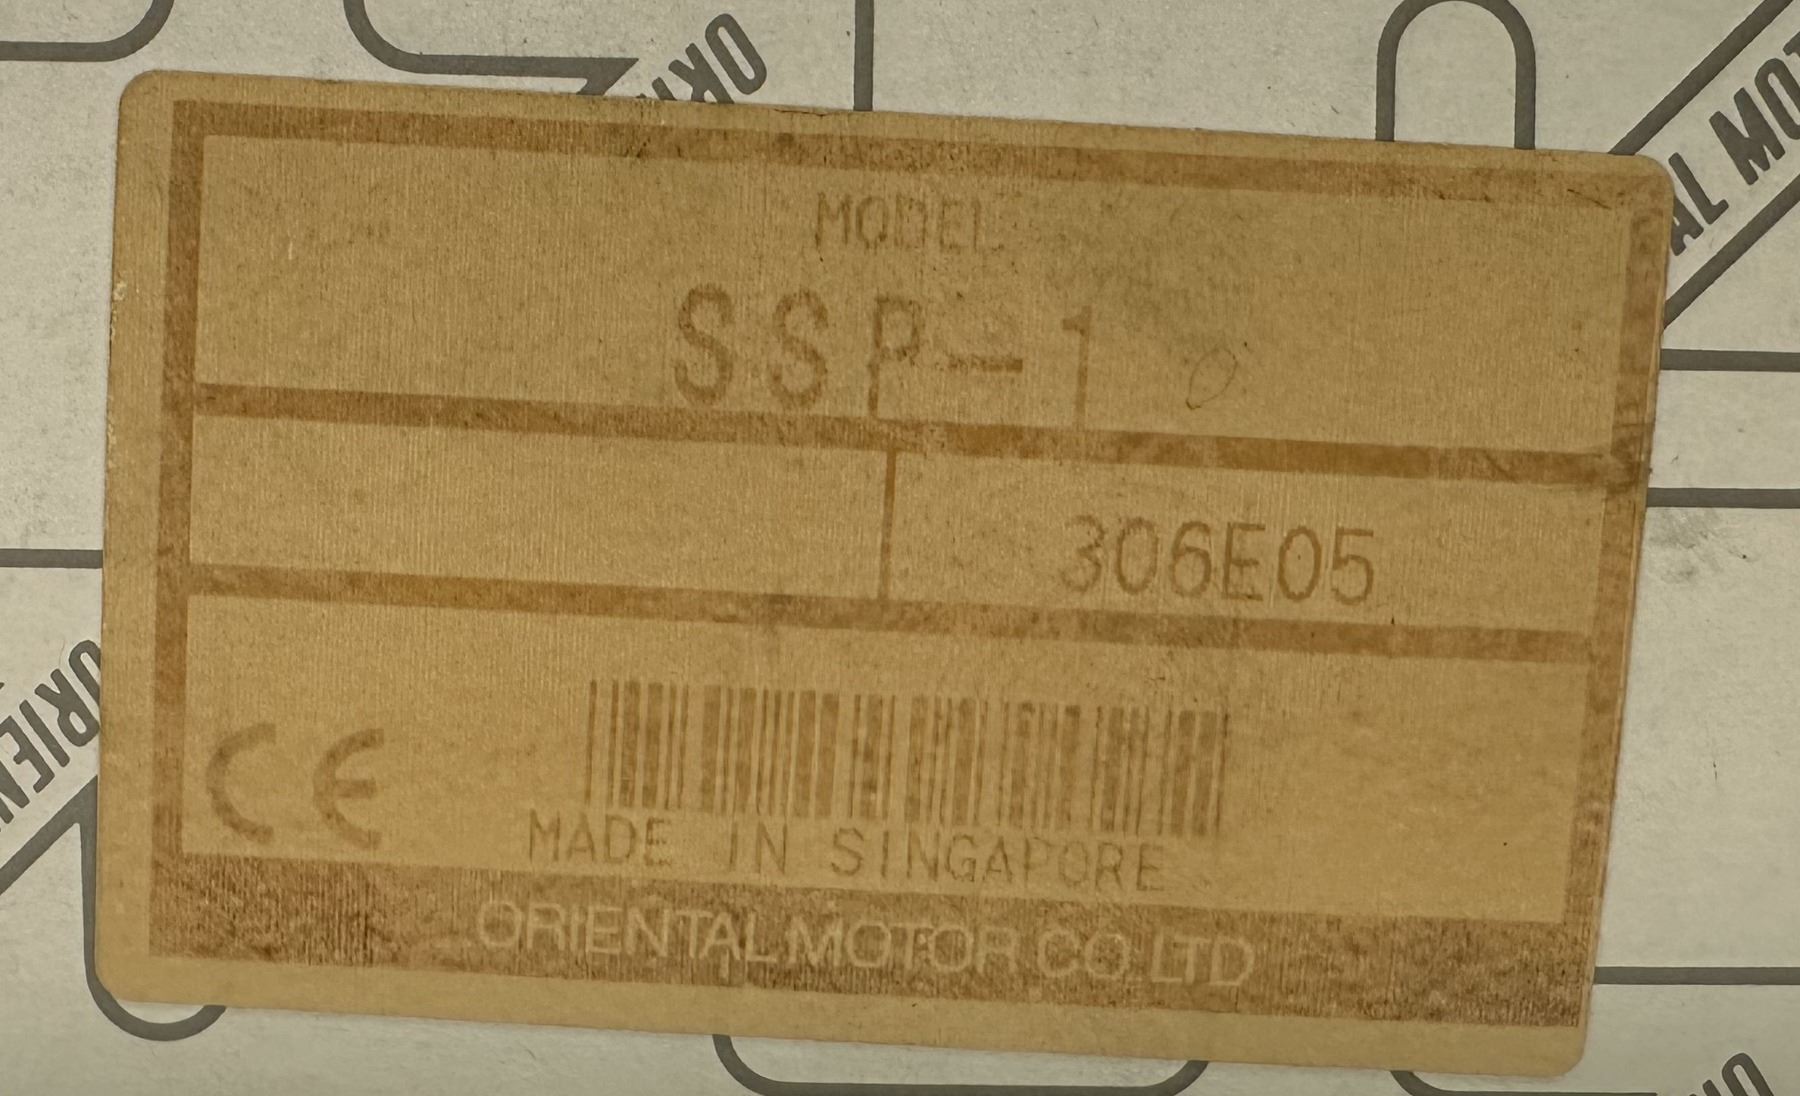 MODEL
SSP-1
306E05
CE
MADE IN SINGAPORE
ORIENTAL MOTOR CO LTD